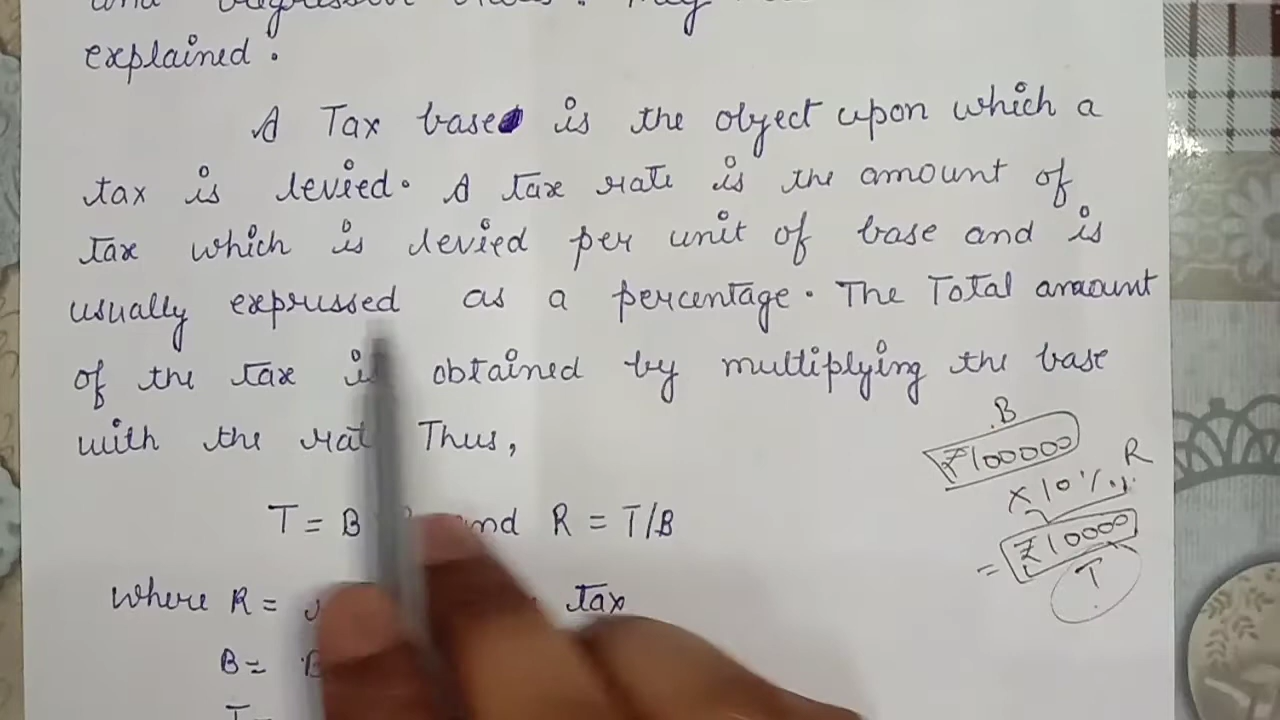 explained.
A Tax base is the object upon which a
tax is levied. A tax rate is the amount of
tax which is levied per unit of base and is
usually expressed as a percentage. The Total amount
of the tax is obtained by multiplying the base
with the Thus,
T = B and R = T/B
where R = tax
B =
T =
B
₹100000
x10% R
= ₹10000
T